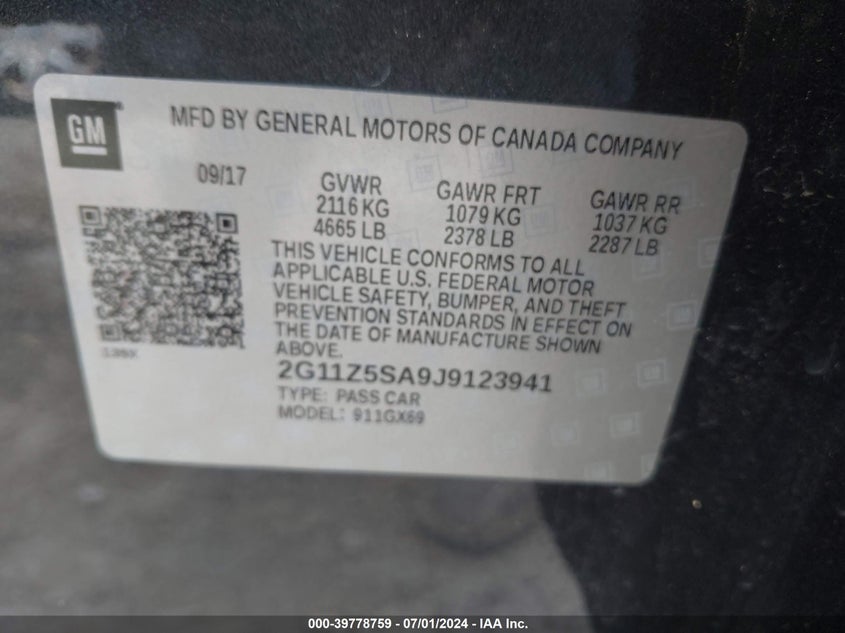 GM
MFD BY GENERAL MOTORS OF CANADA COMPANY
09/17
GVWR
2116 KG
4665 LB
GAWR FRT
1079 KG
2378 LB
GAWR RR
1037 KG
2287 LB
THIS VEHICLE CONFORMS TO ALL
APPLICABLE U.S. FEDERAL MOTOR
VEHICLE SAFETY, BUMPER, AND THEFT
PREVENTION STANDARDS IN EFFECT ON
THE DATE OF MANUFACTURE SHOWN
ABOVE.
2G11Z5SA9J9123941
TYPE: PASS CAR
MODEL: 911GX69
000-39778759 / 07/01/2024 - IAA Inc.